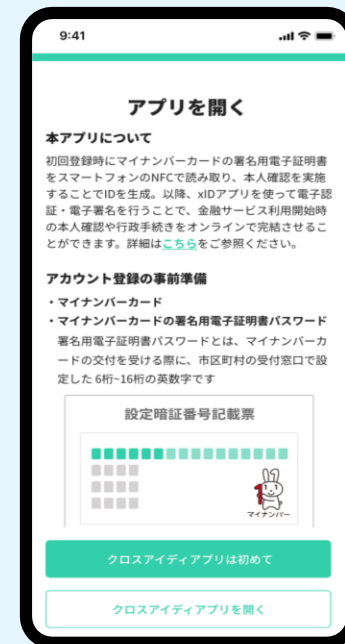 9:41
アプリを開く
本アプリについて
初回登録時にマイナンバーカードの署名用電子証明書
をスマートフォンのNFCで読み取り、本人確認を実施
することでIDを生成。以降、xIDアプリを使って電子認
証・電子署名を行うことで、金融サービス利用開始時
の本人確認や行政手続きをオンラインで完結させるこ
とができます。詳細はこちらをご参照ください。
アカウント登録の事前準備
・マイナンバーカード
・マイナンバーカードの署名用電子証明書パスワード
署名用電子証明書パスワードとは、マイナンバーカ
ードの交付を受ける際に、市区町村の受付窓口で設
定した 6桁~16桁の英数字です
設定暗証番号記載票
マイナンバー
クロスアイディアプリは初めて
クロスアイディアプリを開く